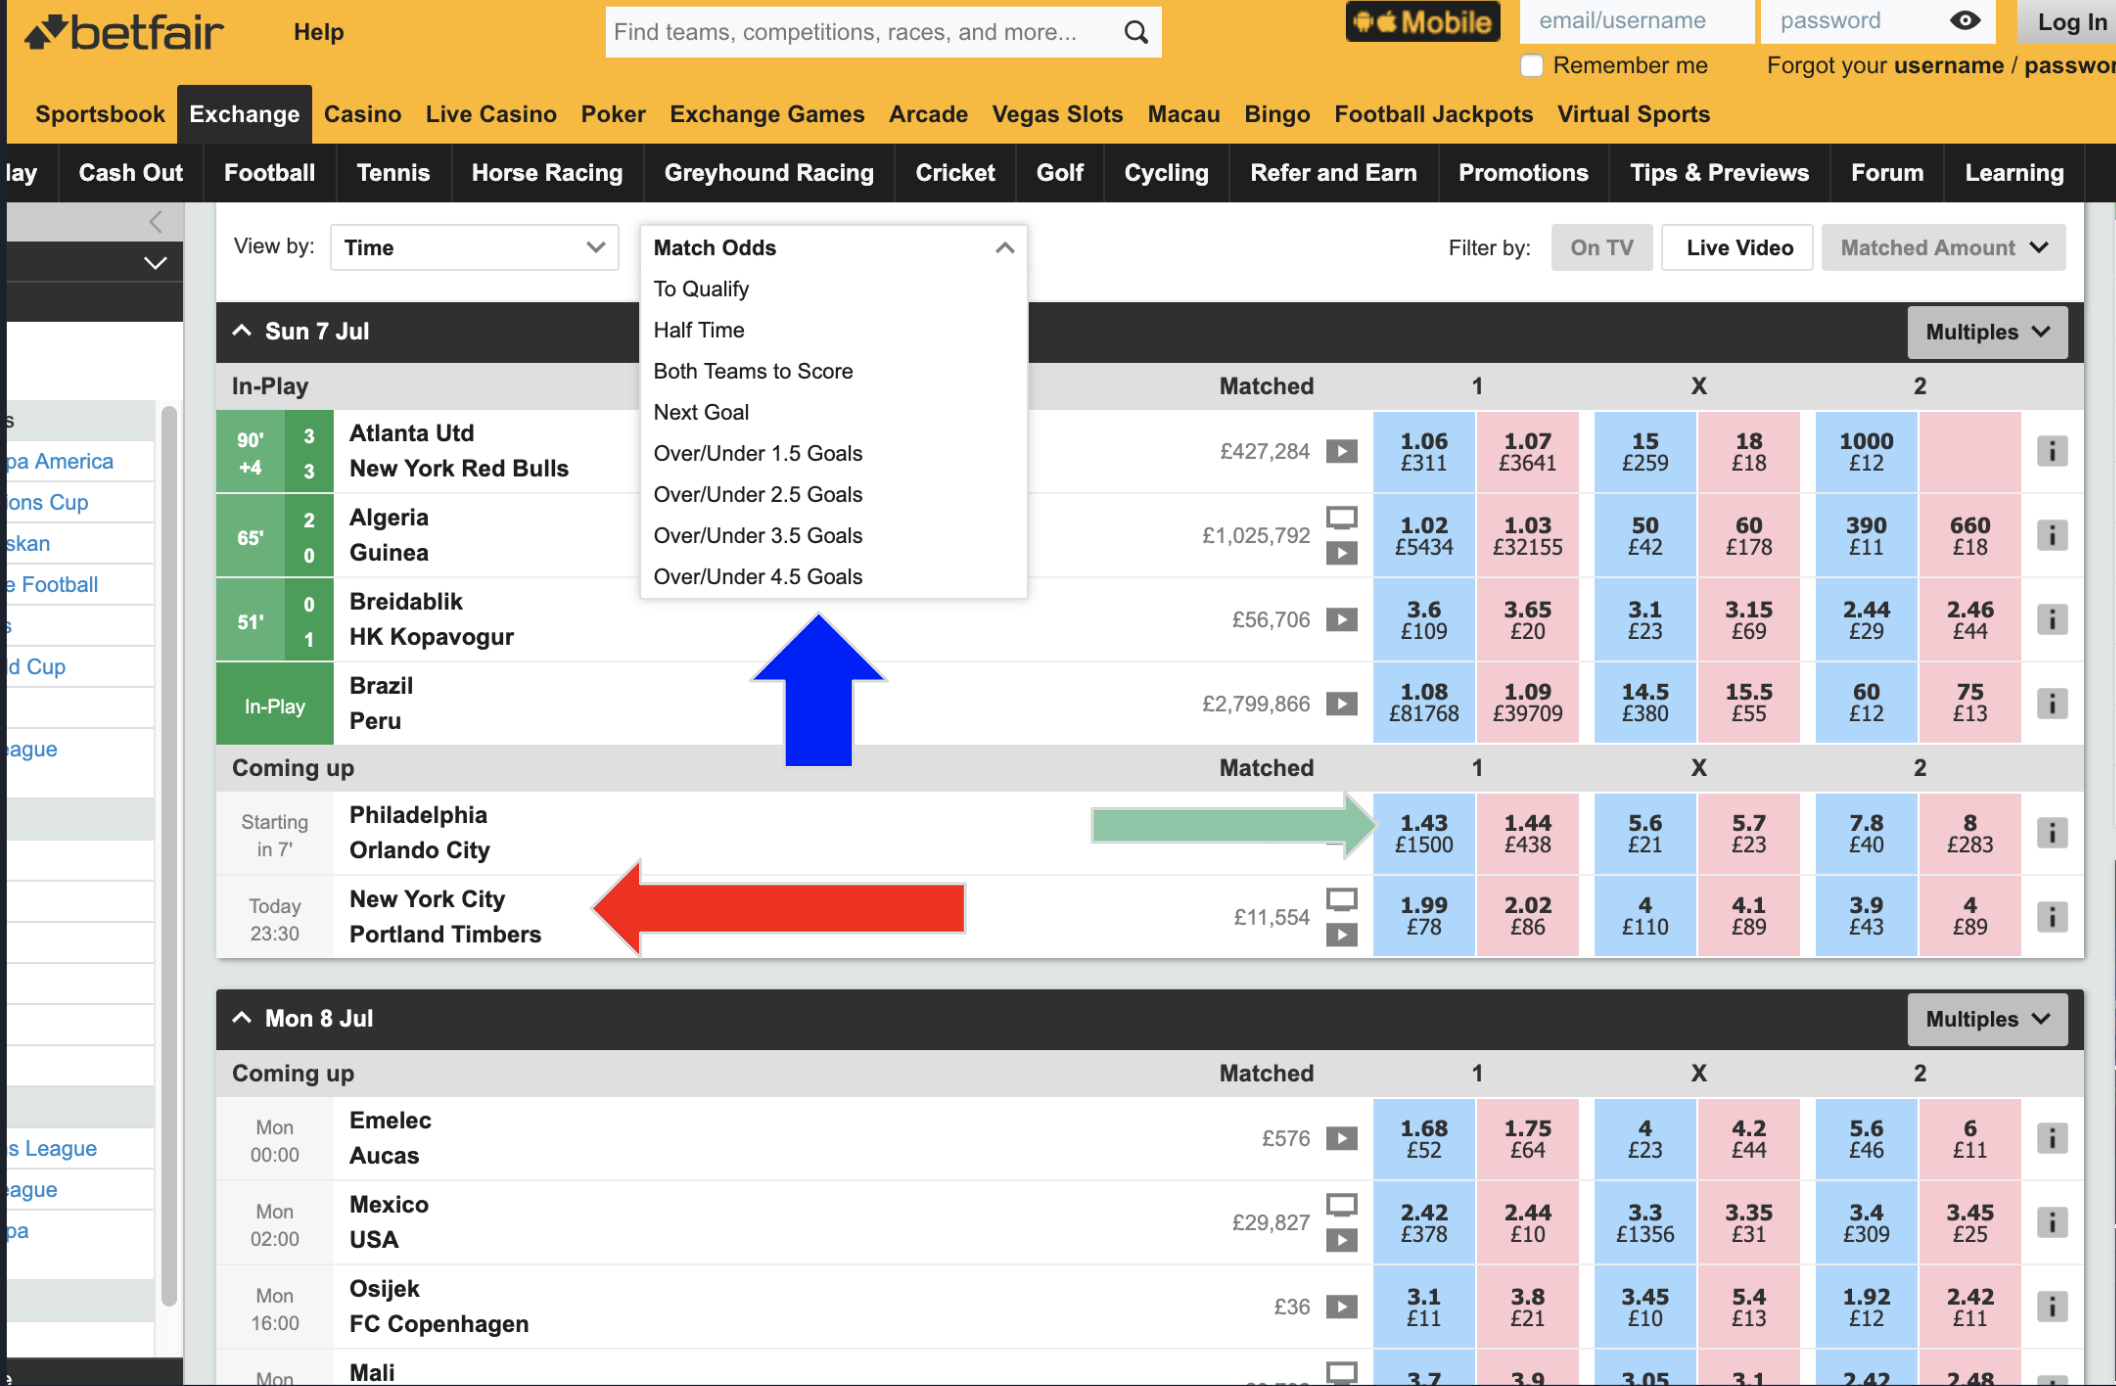 betfair
Help
Find teams, competitions, races, and more...
Mobile
email/username
password
Log In
Remember me
Forgot your username /
Sportsbook Exchange Casino Live Casino Poker Exchange Games Arcade Vegas Slots Macau Bingo Football Jackpots Virtual Sports
Cash Out Football Tennis Horse Racing Greyhound Racing Cricket Golf Cycling Refer and Earn Promotions Tips & Previews Forum Learning
View by: Time
Match Odds
To Qualify
Half Time
Both Teams to Score
Next Goal
Over/Under 1.5 Goals
Over/Under 2.5 Goals
Over/Under 3.5 Goals
Over/Under 4.5 Goals
Filter by: On TV Live Video Matched Amount
pa America
ions Cup
skan
e Football
s
d Cup
eague
s League
eague
pa
Sun 7 Jul
Multiples
In-Play Matched 1 X 2
90' 3 Atlanta Utd £427,284 1.06 1.07 15 18 1000
+4 3 New York Red Bulls £311 £3641 £259 £18 £12
65' 2 Algeria £1,025,792 1.02 1.03 50 60 390 660
0 Guinea £5434 £32155 £42 £178 £11 £18
51' 0 Breidablik £56,706 3.6 3.65 3.1 3.15 2.44 2.46
1 HK Kopavogur £109 £20 £23 £69 £29 £44
In-Play Brazil £2,799,866 1.08 1.09 14.5 15.5 60 75
Peru £81768 £39709 £380 £55 £12 £13
Coming up Matched 1 X 2
Starting Philadelphia 1.43 1.44 5.6 5.7 7.8 8
in 7' Orlando City £1500 £438 £21 £23 £40 £283
Today New York City £11,554 1.99 2.02 4 4.1 3.9 4
23:30 Portland Timbers £78 £86 £110 £89 £43 £89
Mon 8 Jul
Multiples
Coming up Matched 1 X 2
Mon Emelec £576 1.68 1.75 4 4.2 5.6 6
00:00 Aucas £52 £64 £23 £44 £46 £11
Mon Mexico £29,827 2.42 2.44 3.3 3.35 3.4 3.45
02:00 USA £378 £10 £1356 £31 £309 £25
Mon Osijek £36 3.1 3.8 3.45 5.4 1.92 2.42
16:00 FC Copenhagen £11 £21 £10 £13 £12 £11
Mon Mali 3.7 3.9 3.05 3.1 2.42 2.48